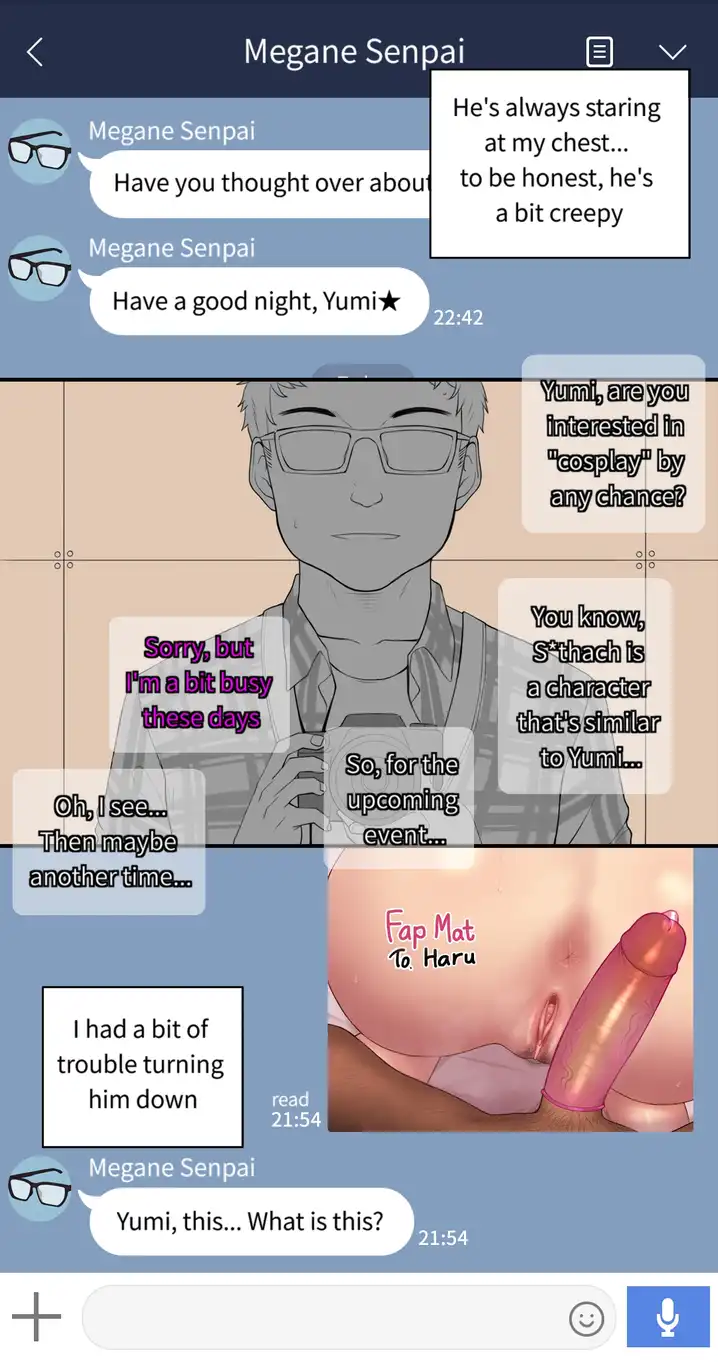 Megane Senpai
Megane Senpai
Have you thought over about
He's always staring
at my chest...
to be honest, he's
a bit creepy
Megane Senpai
Have a good night, Yumi★
22:42
Yumi, are you
interested in
"cosplay" by
any chance?
You know,
S*thach is
a character
that's similar
to Yumi...
Sorry, but
I'm a bit busy
these days
So, for the
upcoming
event...
Oh, I see...
Then maybe
another time...
Fap Mat
To. Haru
I had a bit of
trouble turning
him down
read
21:54
Megane Senpai
Yumi, this... What is this?
21:54